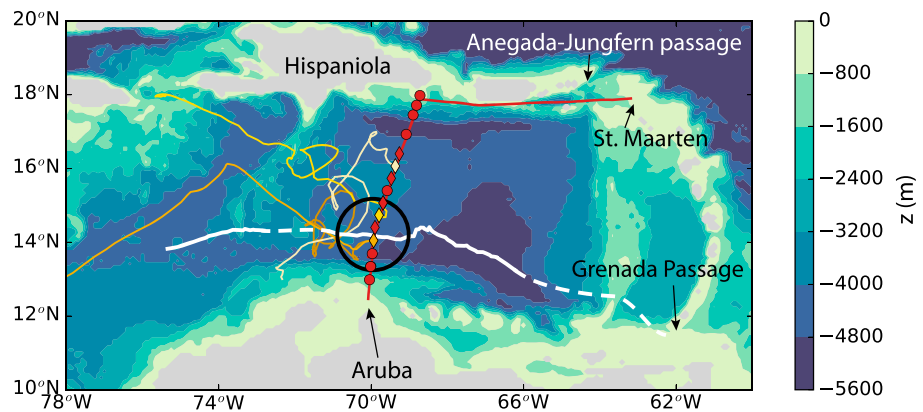 20°N
18°N
16°N
14°N
12°N
10°N
78°W
74°W
70°W
66°W
62°W
Hispaniola
Anegada-Jungfern passage
St. Maarten
Grenada Passage
Aruba
0
−800
−1600
−2400
−3200
−4000
−4800
−5600
z (m)